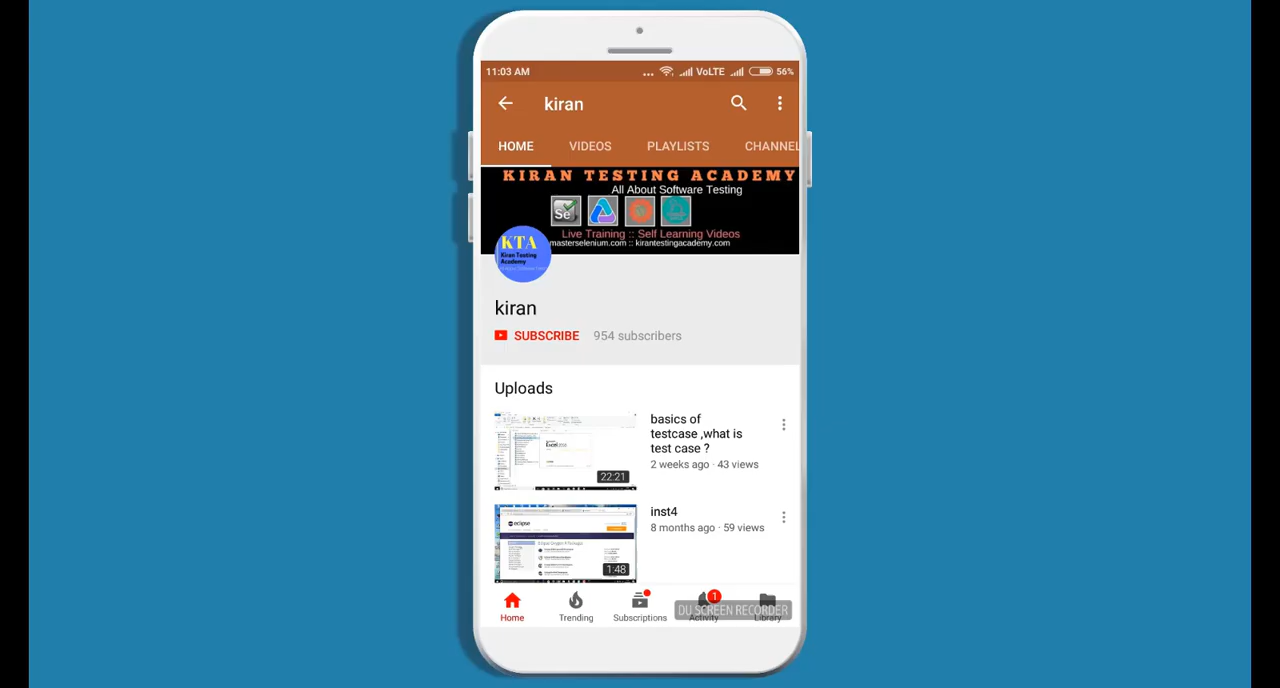 11:03 AM
... VoLTE 56%
kiran
HOME VIDEOS PLAYLISTS CHANNEL
KIRAN TESTING ACADEMY
All About Software Testing
Se
Live Training :: Self Learning Videos
masterselenium.com :: kirantestingacademy.com
KTA
Kiran Testing
Academy
kiran
SUBSCRIBE 954 subscribers
Uploads
basics of
testcase ,what is
test case ?
2 weeks ago · 43 views
22:21
inst4
8 months ago · 59 views
eclipse
1:48
1
DU SCREEN RECORDER
Home Trending Subscriptions Activity Library